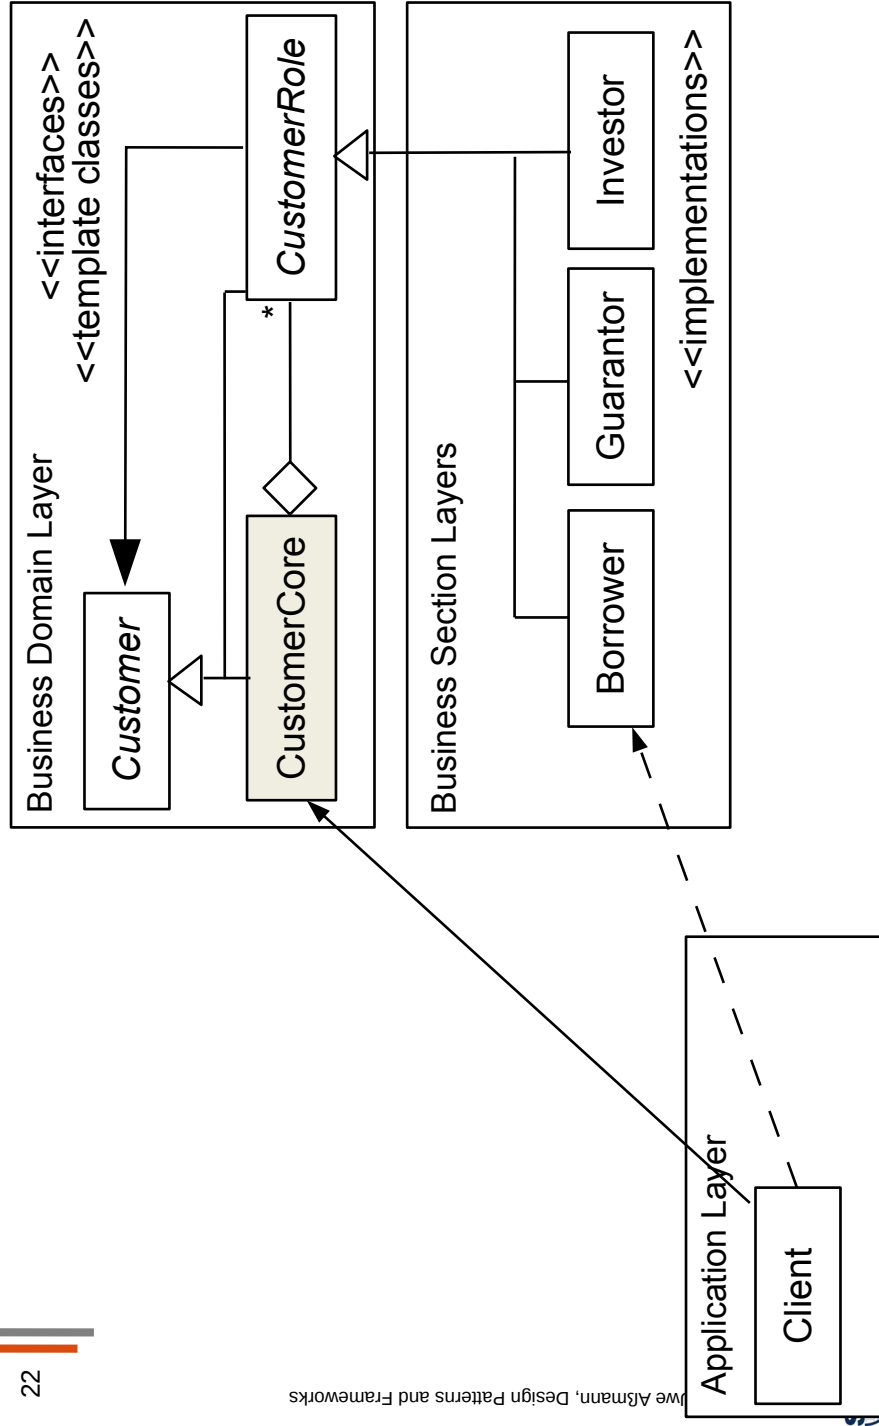 Business Domain Layer
<<interfaces>>
<<template classes>>
Customer
CustomerCore
*
CustomerRole
Business Section Layers
Borrower
Guarantor
Investor
<<implementations>>
Application Layer
Client
Aßmann, Design Patterns and Frameworks
22